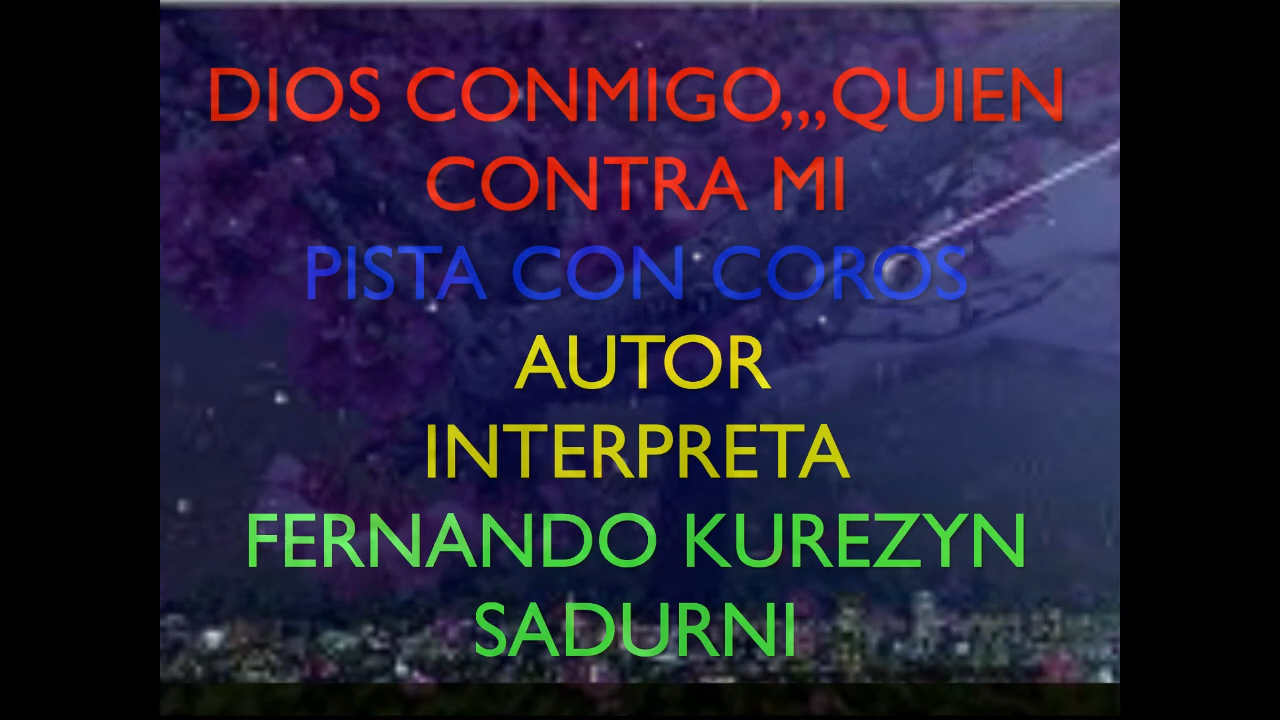 DIOS CONMIGO,,,QUIEN
CONTRA MI
PISTA CON COROS
AUTOR
INTERPRETA
FERNANDO KUREZYN
SADURNI